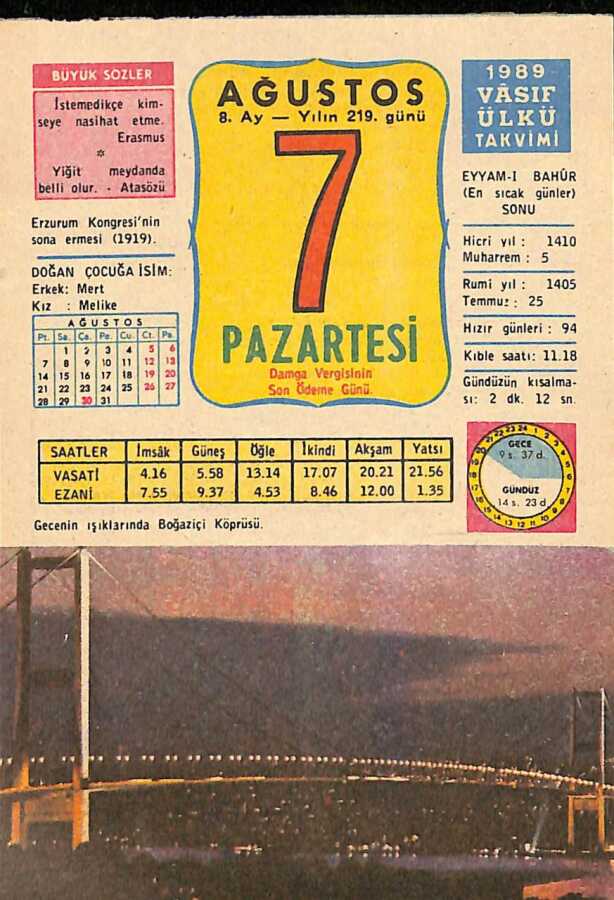 BÜYÜK SÖZLER
İstemedikçe kim-
seye nasihat etme.
Erasmus
Yiğit meydanda
belli olur. - Atasözü
Erzurum Kongresi'nin
sona ermesi (1919).
DOĞAN ÇOCUĞA İSİM:
Erkek: Mert
Kız : Melike
AĞUSTOS
Pt. Sa. Ça. Pe. Cu. Ct. Pa.
1 2 3 4 5 6
7 8 9 10 11 12 13
14 15 16 17 18 19 20
21 22 23 24 25 26 27
28 29 30 31
AĞUSTOS
8. Ay — Yılın 219. günü
7
PAZARTESİ
Damga Vergisinin
Son Ödeme Günü.
1989
VÂSIF
ÜLKÜ
TAKVİMİ
EYYAM-I BAHÛR
(En sıcak günler)
SONU
Hicri yıl : 1410
Muharrem : 5
Rumi yıl : 1405
Temmuz : 25
Hızır günleri : 94
Kıble saatı: 11.18
Gündüzün kısalma-
sı: 2 dk. 12 sn.
SAATLER İmsâk Güneş Öğle İkindi Akşam Yatsı
VASATİ 4.16 5.58 13.14 17.07 20.21 21.56
EZANİ 7.55 9.37 4.53 8.46 12.00 1.35
GECE
9 s. 37 d.
GÜNDÜZ
14 s. 23 d.
Gecenin ışıklarında Boğaziçi Köprüsü.